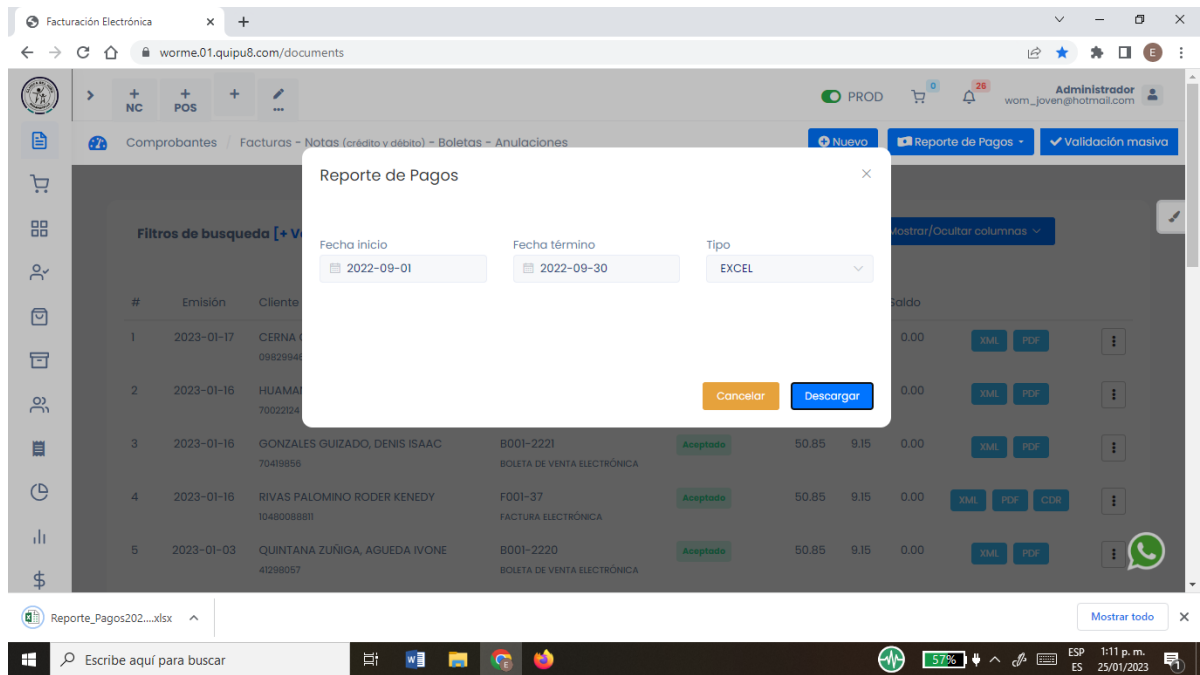 Facturación Electrónica
worme.01.quipu8.com/documents
E
NC
POS
...
PROD
0
26
Administrador
wom_joven@hotmail.com
Comprobantes / Facturas - Notas (crédito y débito) - Boletas - Anulaciones
Nuevo
Reporte de Pagos
Validación masiva
Reporte de Pagos
Filtros de busqueda [+ V
Mostrar/Ocultar columnas
Fecha inicio
Fecha término
Tipo
2022-09-01
2022-09-30
EXCEL
# Emisión Cliente Saldo
1 2023-01-17 CERNA 0.00 XML PDF
2 2023-01-16 HUAMA 0.00 XML PDF
70022124
Cancelar
Descargar
3 2023-01-16 GONZALES GUIZADO, DENIS ISAAC B001-2221 Aceptado 50.85 9.15 0.00 XML PDF
70419856 BOLETA DE VENTA ELECTRÓNICA
4 2023-01-16 RIVAS PALOMINO RODER KENEDY F001-37 Aceptado 50.85 9.15 0.00 XML PDF CDR
10480089811 FACTURA ELECTRÓNICA
5 2023-01-03 QUINTANA ZUÑIGA, AGUEDA IVONE B001-2220 Aceptado 50.85 9.15 0.00 XML PDF
41298057 BOLETA DE VENTA ELECTRÓNICA
Reporte_Pagos202....xlsx
Mostrar todo
Escribe aquí para buscar
57%
ESP
ES
1:11 p. m.
25/01/2023
1